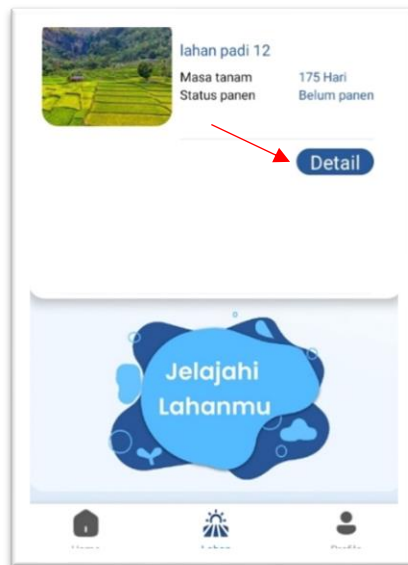 lahan padi 12
Masa tanam 175 Hari
Status panen Belum panen
Detail
Jelajahi
Lahanmu